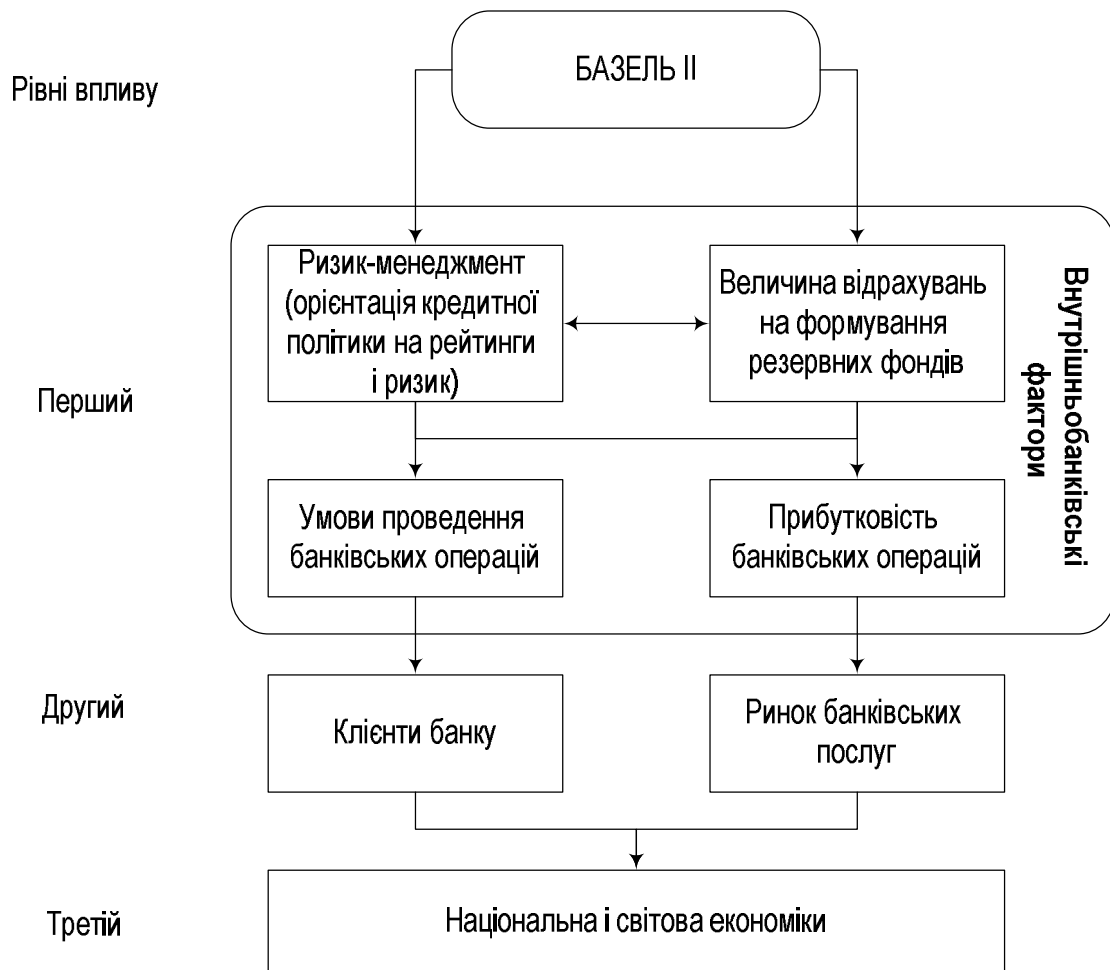 БАЗЕЛЬ II
Рівні впливу
Ризик-менеджмент
(орієнтація кредитної
політики на рейтинги
і ризик)
Величина відрахувань
на формування
резервних фондів
Внутрішньобанківські
фактори
Перший
Умови проведення
банківських операцій
Прибутковість
банківських операцій
Другий
Клієнти банку
Ринок банківських
послуг
Третій
Національна і світова економіки